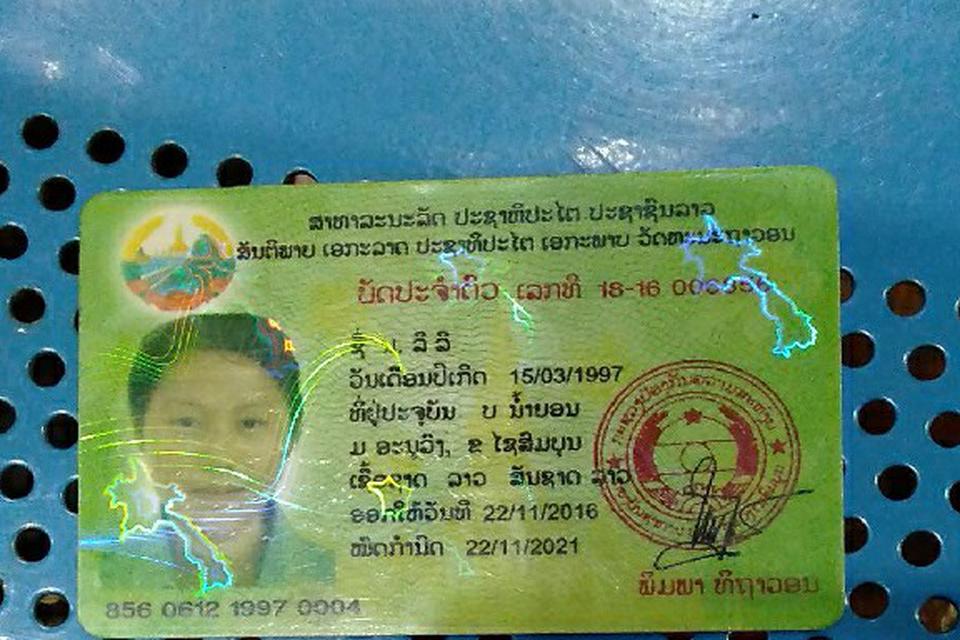 ສາທາລະນະລັດ ປະຊາທິປະໄຕ ປະຊາຊົນລາວ
ສັນຕິພາບ ເອກະລາດ ປະຊາທິປະໄຕ ເອກະພາບ ວັດທະນະຖາວອນ
ບັດປະຈຳຕົວ ເລກທີ 18-16
ຊື່ ລີລີ
ວັນເດືອນປີເກີດ 15/03/1997
ທີ່ຢູ່ປະຈຸບັນ ບ ນ້ຳຍອນ
ມ ອະນຸວົງ, ຂ ໄຊສົມບູນ
ເຊື້ອຊາດ ລາວ ສັນຊາດ ລາວ
ອອກໃຫ້ວັນທີ 22/11/2016
ໝົດກຳນົດ 22/11/2021
ພິມພາ ທິຖາວອນ
856 0612 1997 0004